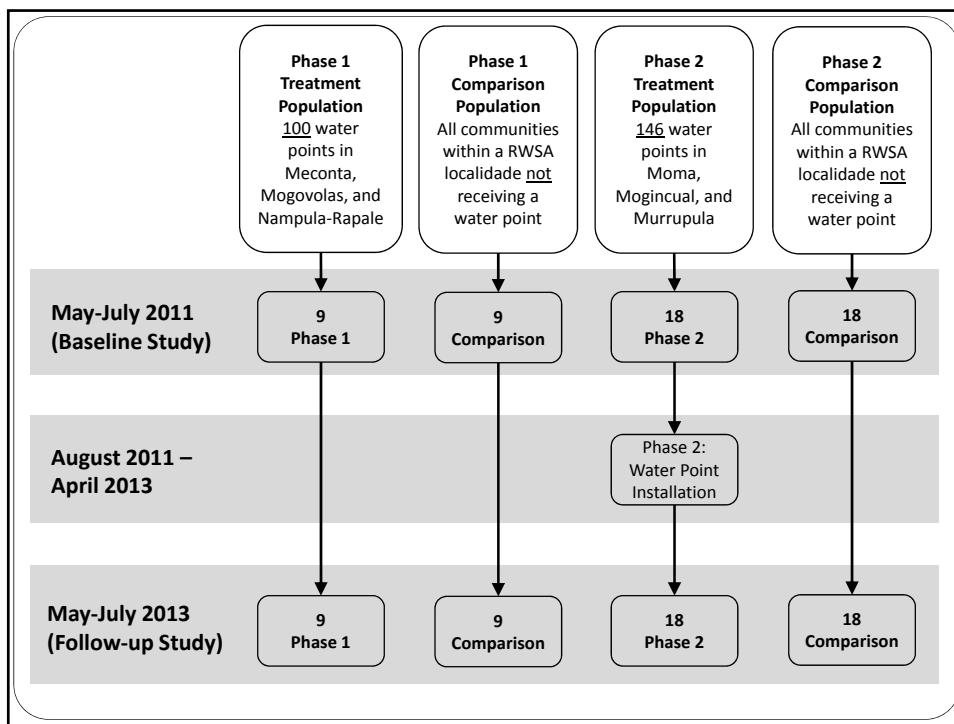 Phase 1
Treatment
Population
100 water
points in
Meconta,
Mogovolas, and
Nampula-Rapale
Phase 1
Comparison
Population
All communities
within a RWSA
localidade not
receiving a
water point
Phase 2
Treatment
Population
146 water
points in
Moma,
Mogincual, and
Murrupula
Phase 2
Comparison
Population
All communities
within a RWSA
localidade not
receiving a
water point
May-July 2011
(Baseline Study)
9
Phase 1
9
Comparison
18
Phase 2
18
Comparison
August 2011 –
April 2013
Phase 2:
Water Point
Installation
May-July 2013
(Follow-up Study)
9
Phase 1
9
Comparison
18
Phase 2
18
Comparison